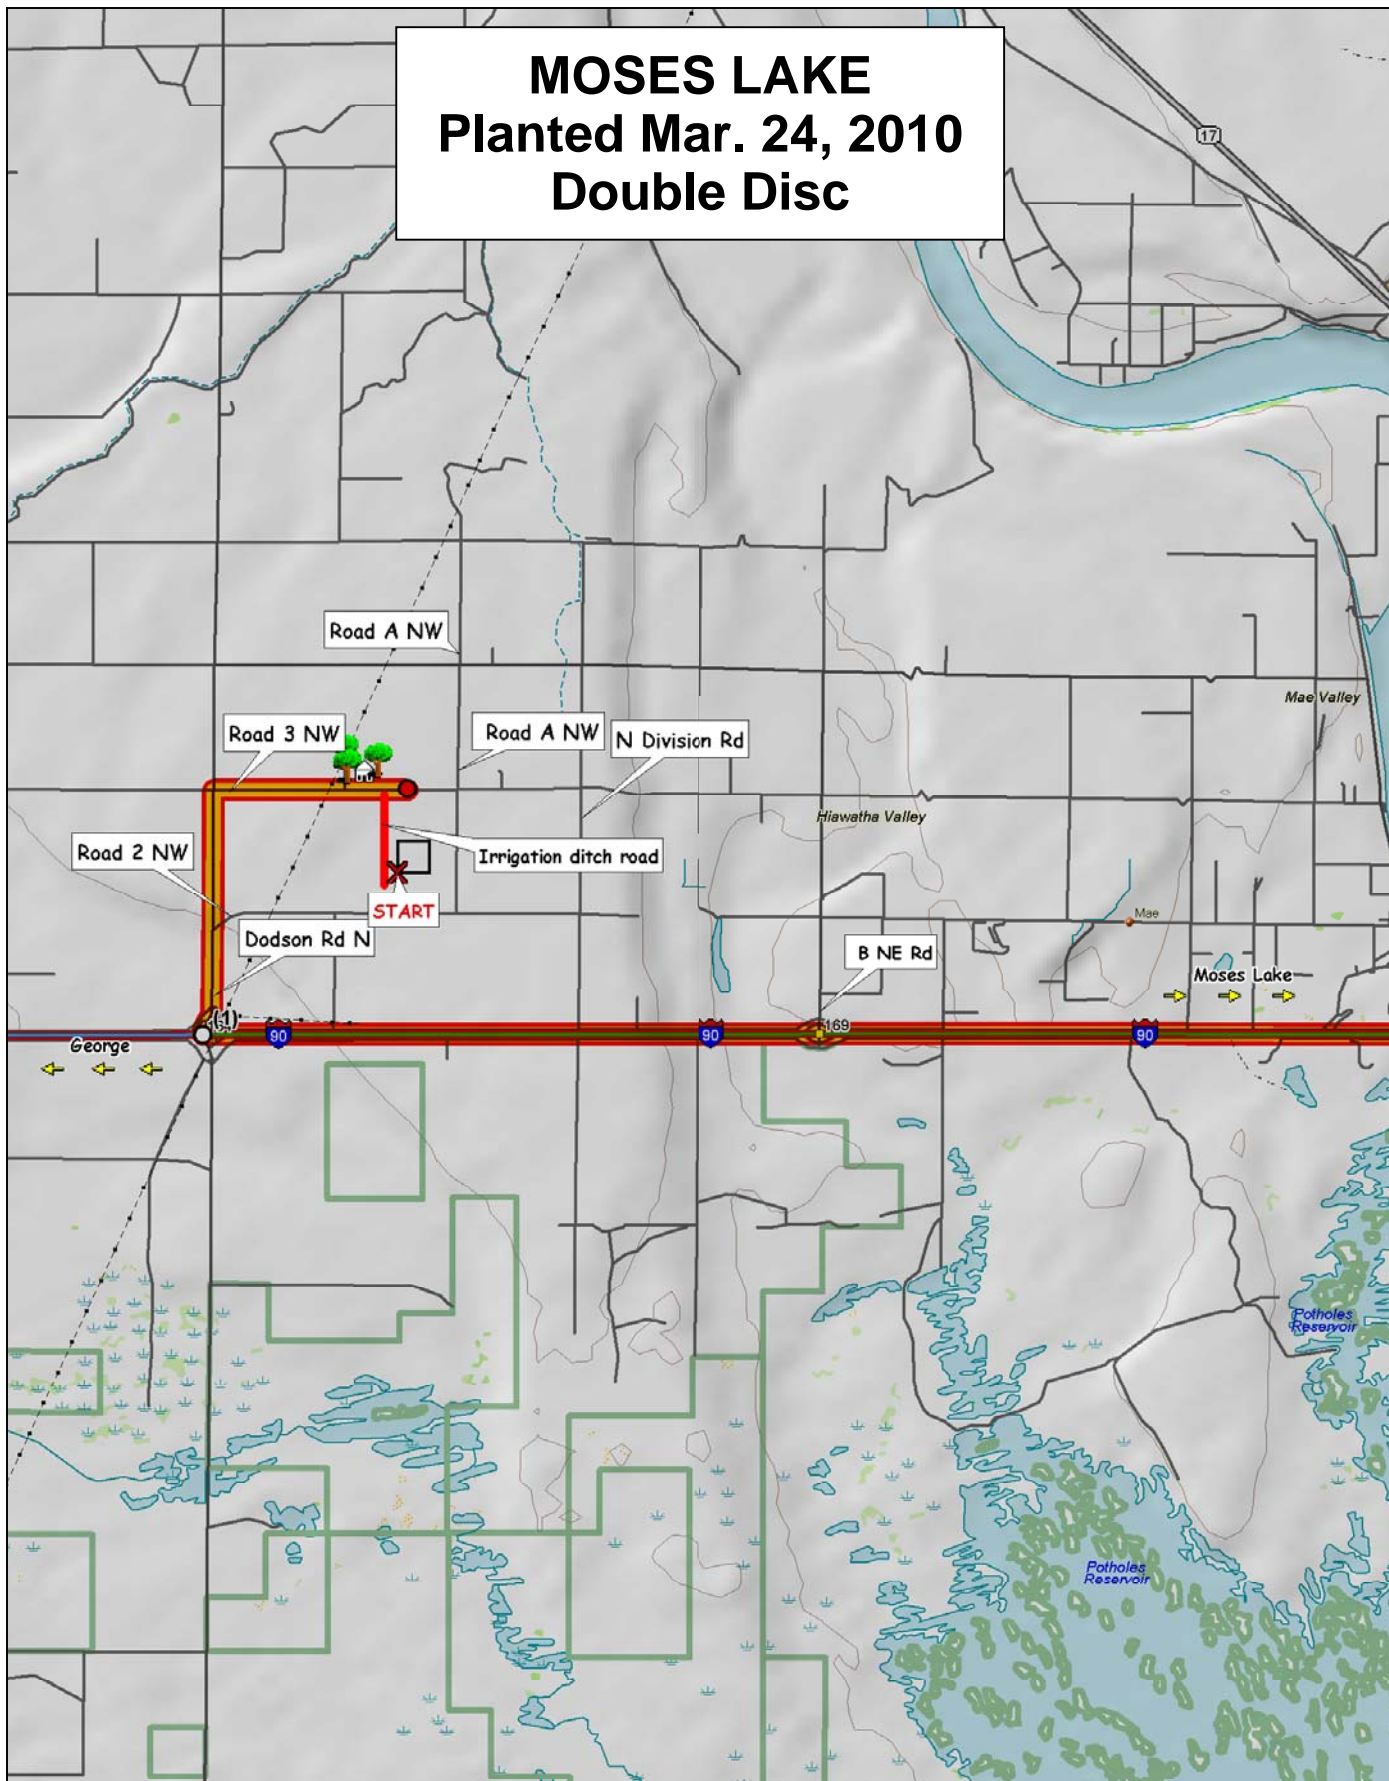 MOSES LAKE
Planted Mar. 24, 2010
Double Disc
17
Road A NW
Mae Valley
Road 3 NW
Road A NW
N Division Rd
Hiawatha Valley
Road 2 NW
Irrigation ditch road
START
Mae
Dodson Rd N
B NE Rd
Moses Lake
(1)
90
90
169
90
George
Potholes
Reservoir
Potholes
Reservoir